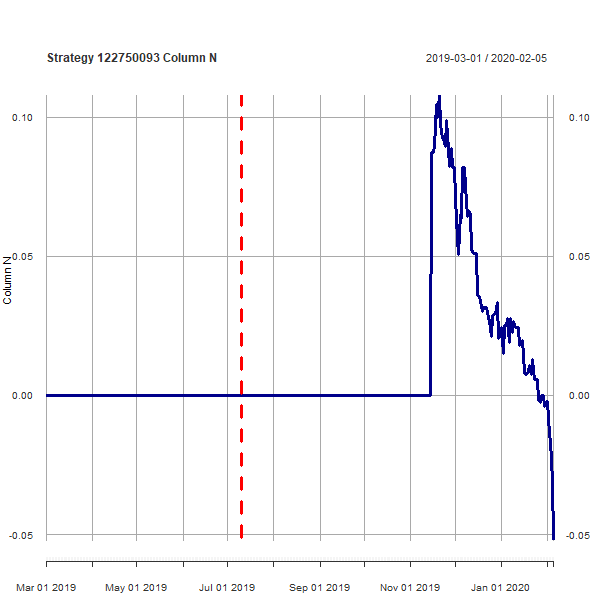 Strategy 122750093 Column N
2019-03-01 / 2020-02-05
0.10
0.10
0.05
0.05
Column N
0.00
0.00
-0.05
-0.05
Mar 01 2019
May 01 2019
Jul 01 2019
Sep 01 2019
Nov 01 2019
Jan 01 2020